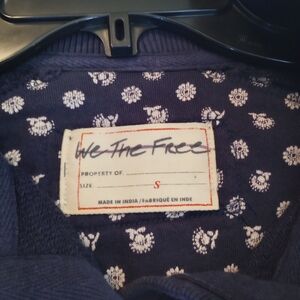 We The Free
PROPERTY OF
SIZE S
MADE IN INDIA / FABRIQUÉ EN INDE